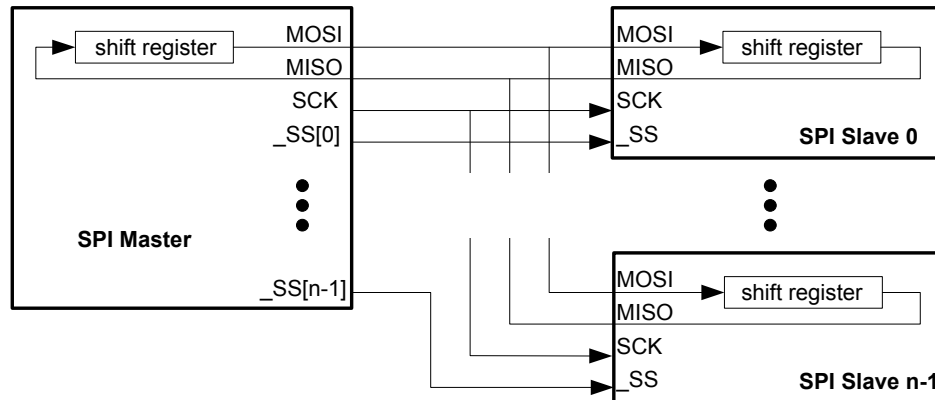 shift register
MOSI
MISO
SCK
_SS[0]
SPI Master
_SS[n-1]
MOSI
shift register
MISO
SCK
_SS
SPI Slave 0
MOSI
shift register
MISO
SCK
_SS
SPI Slave n-1